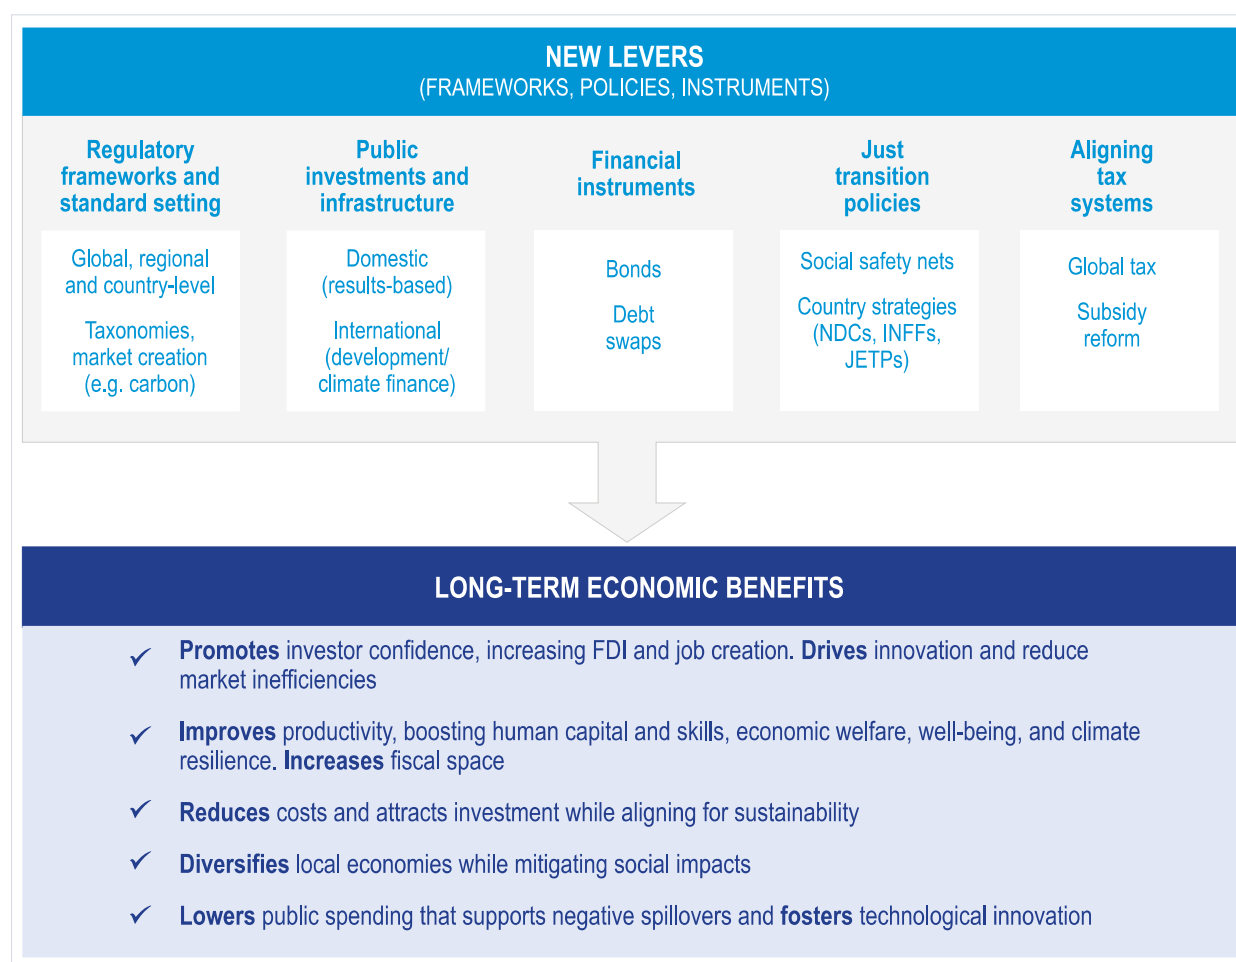 NEW LEVERS
(FRAMEWORKS, POLICIES, INSTRUMENTS)
Regulatory
frameworks and
standard setting
Global, regional
and country-level
Taxonomies,
market creation
(e.g. carbon)
Public
investments and
infrastructure
Domestic
(results-based)
International
(development/
climate finance)
Financial
instruments
Bonds
Debt
swaps
Just
transition
policies
Social safety nets
Country strategies
(NDCs, INFFs,
JETPs)
Aligning
tax
systems
Global tax
Subsidy
reform
LONG-TERM ECONOMIC BENEFITS
Promotes investor confidence, increasing FDI and job creation. Drives innovation and reduce
market inefficiencies
Improves productivity, boosting human capital and skills, economic welfare, well-being, and climate
resilience. Increases fiscal space
Reduces costs and attracts investment while aligning for sustainability
Diversifies local economies while mitigating social impacts
Lowers public spending that supports negative spillovers and fosters technological innovation